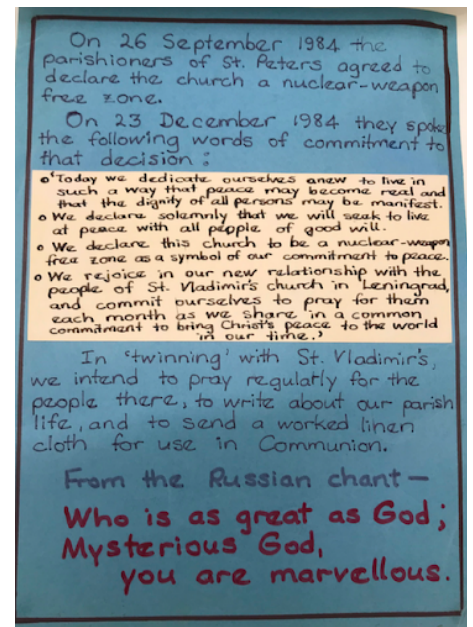 On 26 September 1984 the
parishioners of St. Peters agreed to
declare the church a nuclear-weapon
free zone.
On 23 December 1984 they spoke
the following words of commitment to
that decision :
o 'Today we dedicate ourselves anew to live in
such a way that peace may become real and
that the dignity of all persons may be manifest.
o We declare solemnly that we will seek to live
at peace with all people of good will.
o We declare this church to be a nuclear-weapon
free zone as a symbol of our commitment to peace.
o We rejoice in our new relationship with the
people of St. Vladimir's church in Leningrad,
and commit ourselves to pray for them
each month as we share in a common
commitment to bring Christ's peace to the world
in our time.'
In 'twinning' with St. Vladimir's,
we intend to pray regularly for the
people there, to write about our parish
life, and to send a worked linen
cloth for use in Communion.
From the Russian chant —
Who is as great as God;
Mysterious God,
you are marvellous.